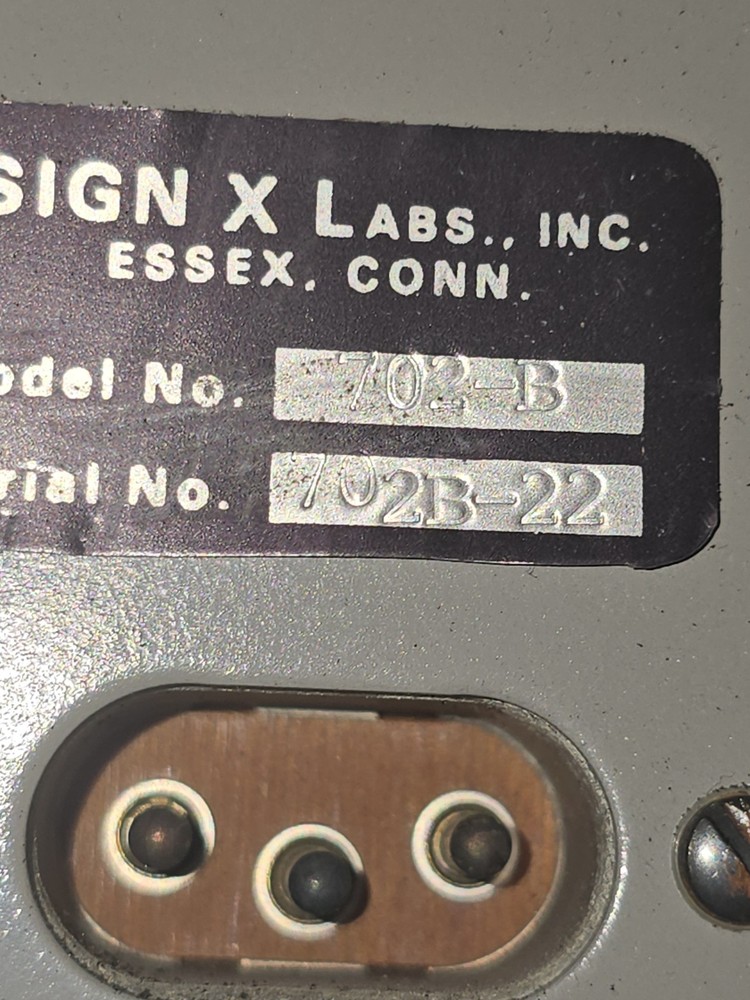 SIGN X LABS., INC.
ESSEX, CONN.
odel No. 702-B
rial No. 702B-22